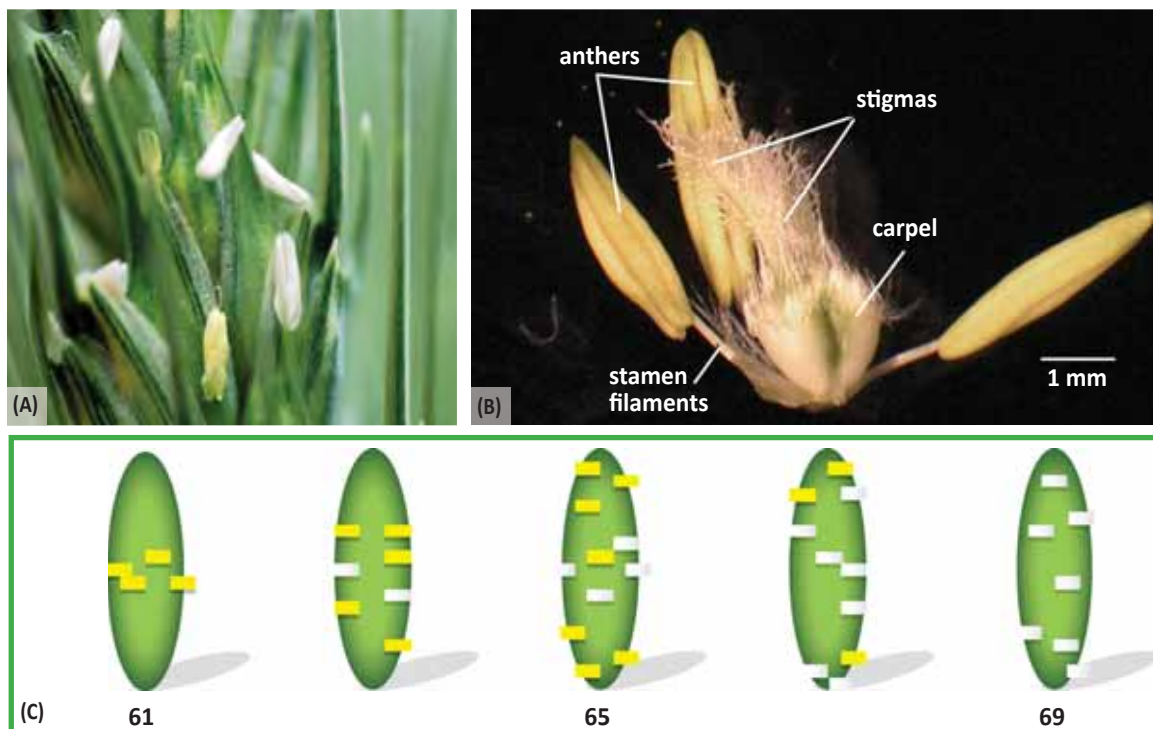 anthers
stigmas
carpel
stamen
filaments
1 mm
(A)
(B)
(C)
61
65
69